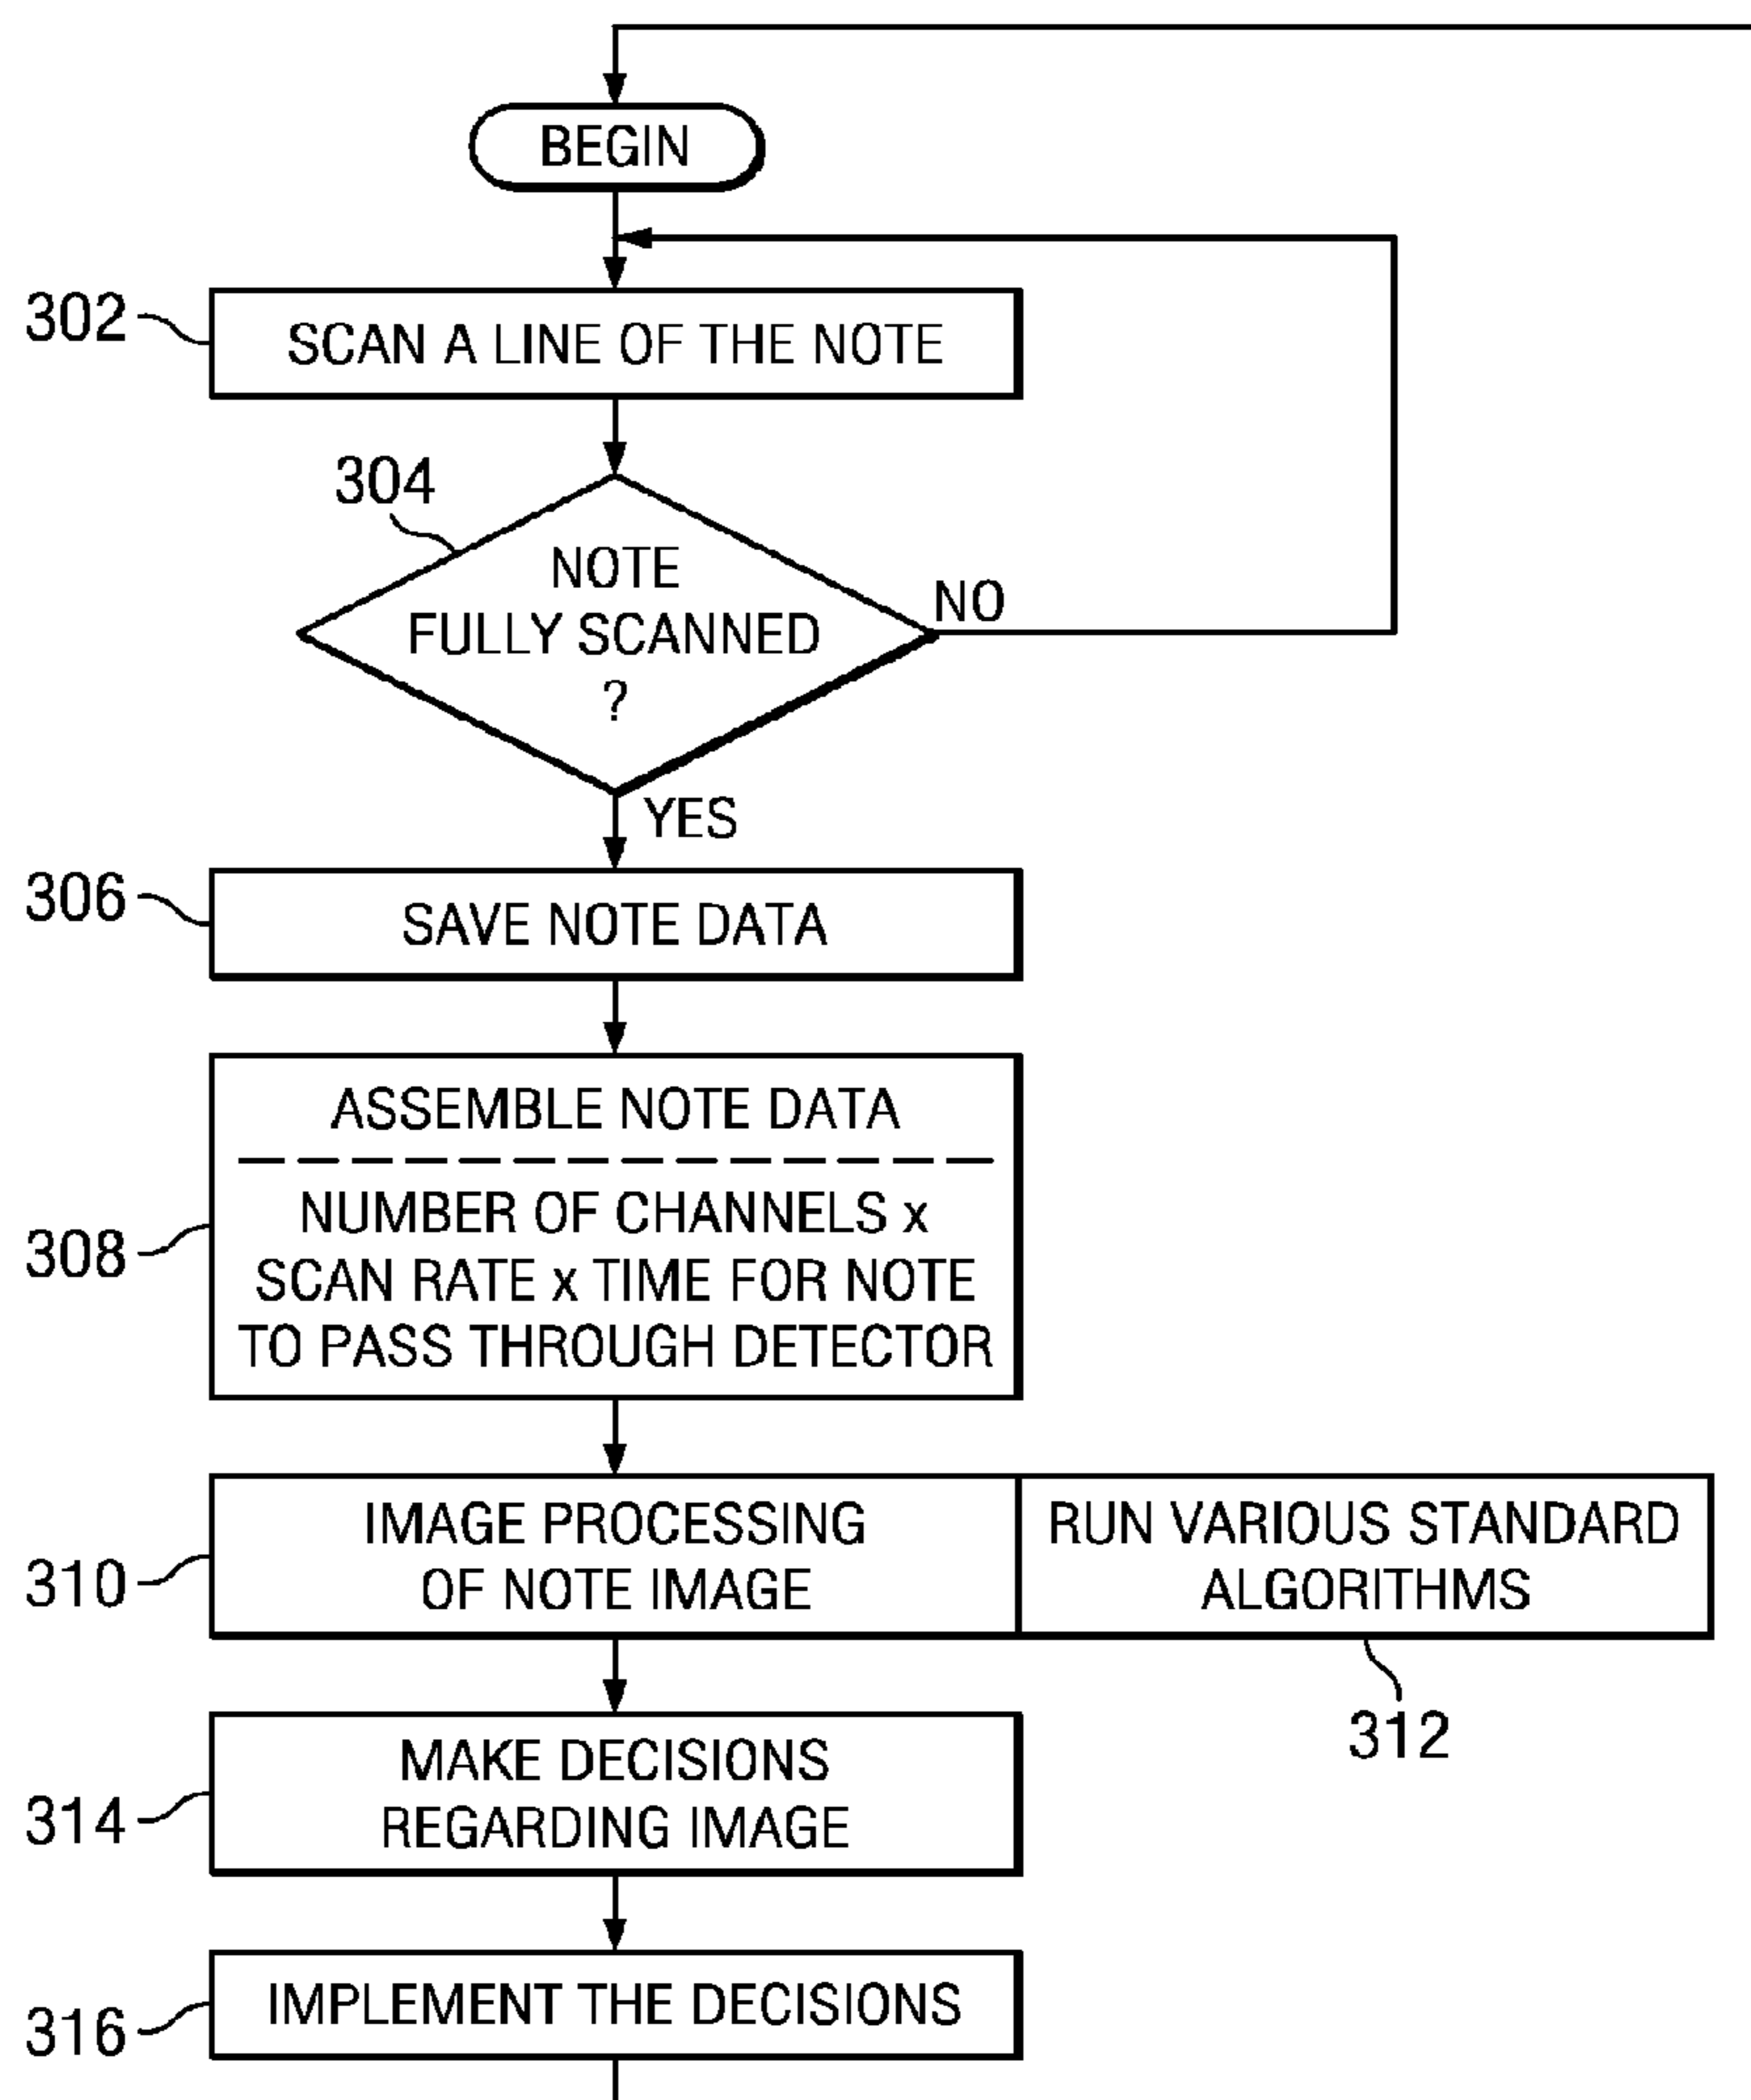 BEGIN
302
SCAN A LINE OF THE NOTE
304
NOTE
FULLY SCANNED
?
NO
YES
306
SAVE NOTE DATA
ASSEMBLE NOTE DATA
308
NUMBER OF CHANNELS x
SCAN RATE x TIME FOR NOTE
TO PASS THROUGH DETECTOR
310
IMAGE PROCESSING
OF NOTE IMAGE
RUN VARIOUS STANDARD
ALGORITHMS
312
314
MAKE DECISIONS
REGARDING IMAGE
316
IMPLEMENT THE DECISIONS